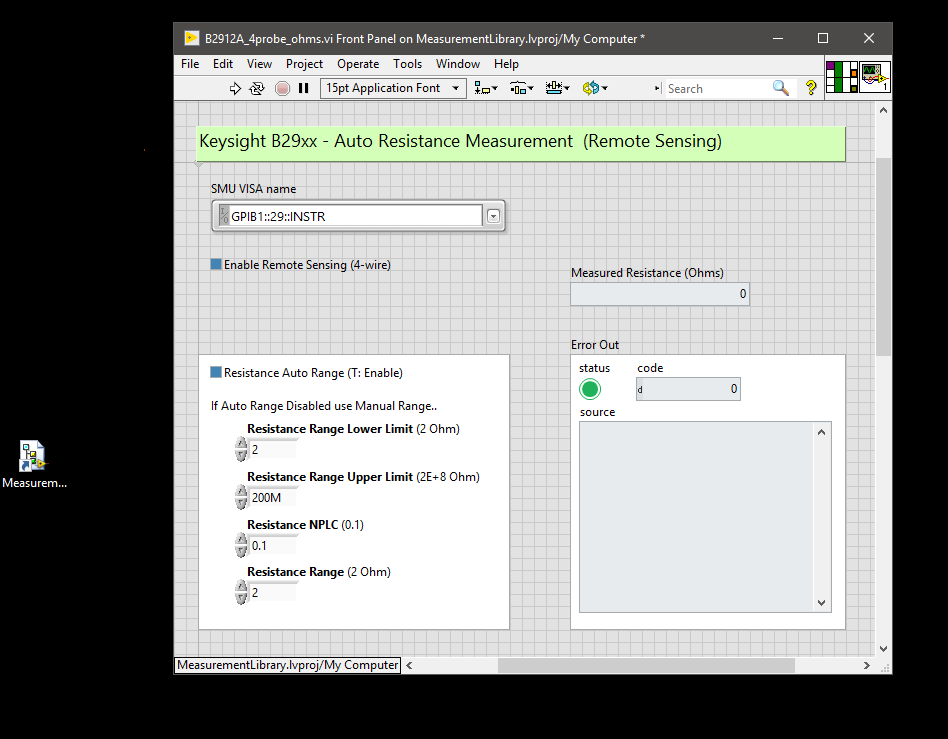 B2912A_4probe_ohms.vi Front Panel on MeasurementLibrary.lvproj/My Computer *
File Edit View Project Operate Tools Window Help
15pt Application Font
Search
?
1
Keysight B29xx - Auto Resistance Measurement (Remote Sensing)
SMU VISA name
I/O GPIB1::29::INSTR
Enable Remote Sensing (4-wire)
Measured Resistance (Ohms)
0
Error Out
status code
d 0
source
Resistance Auto Range (T: Enable)
If Auto Range Disabled use Manual Range..
Resistance Range Lower Limit (2 Ohm)
2
Resistance Range Upper Limit (2E+8 Ohm)
200M
Resistance NPLC (0.1)
0.1
Resistance Range (2 Ohm)
2
Measurem...
MeasurementLibrary.lvproj/My Computer